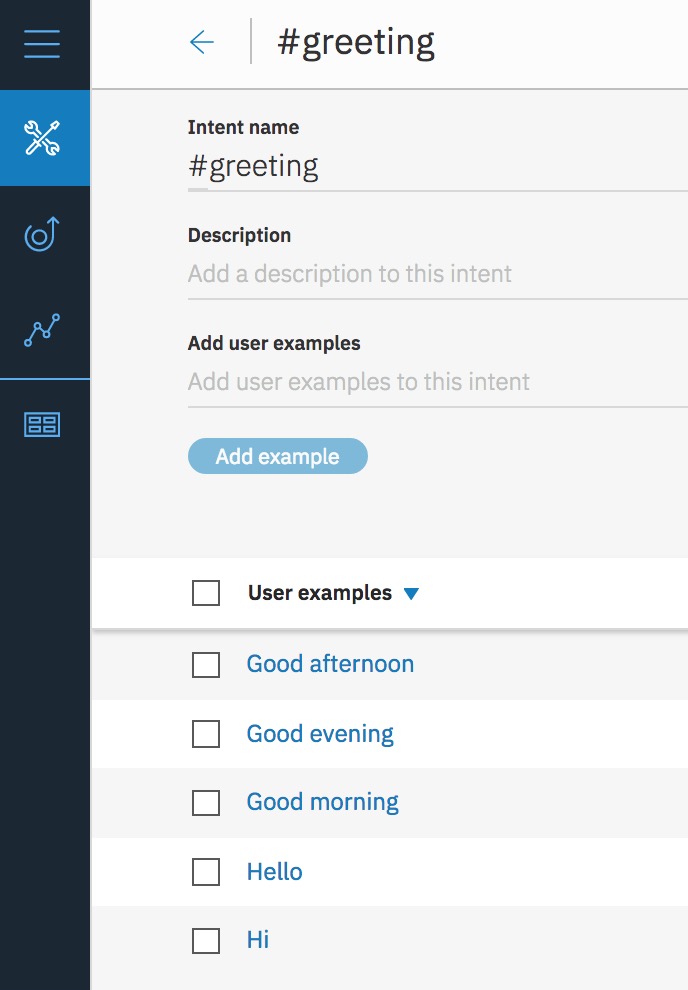 #greeting
Intent name
#greeting
Description
Add a description to this intent
Add user examples
Add user examples to this intent
Add example
User examples
Good afternoon
Good evening
Good morning
Hello
Hi